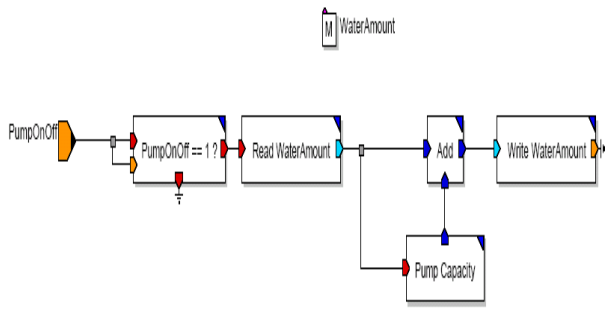 M WaterAmount
PumpOnOff
PumpOnOff == 1 ?
Read WaterAmount
Add
Write WaterAmount
Pump Capacity